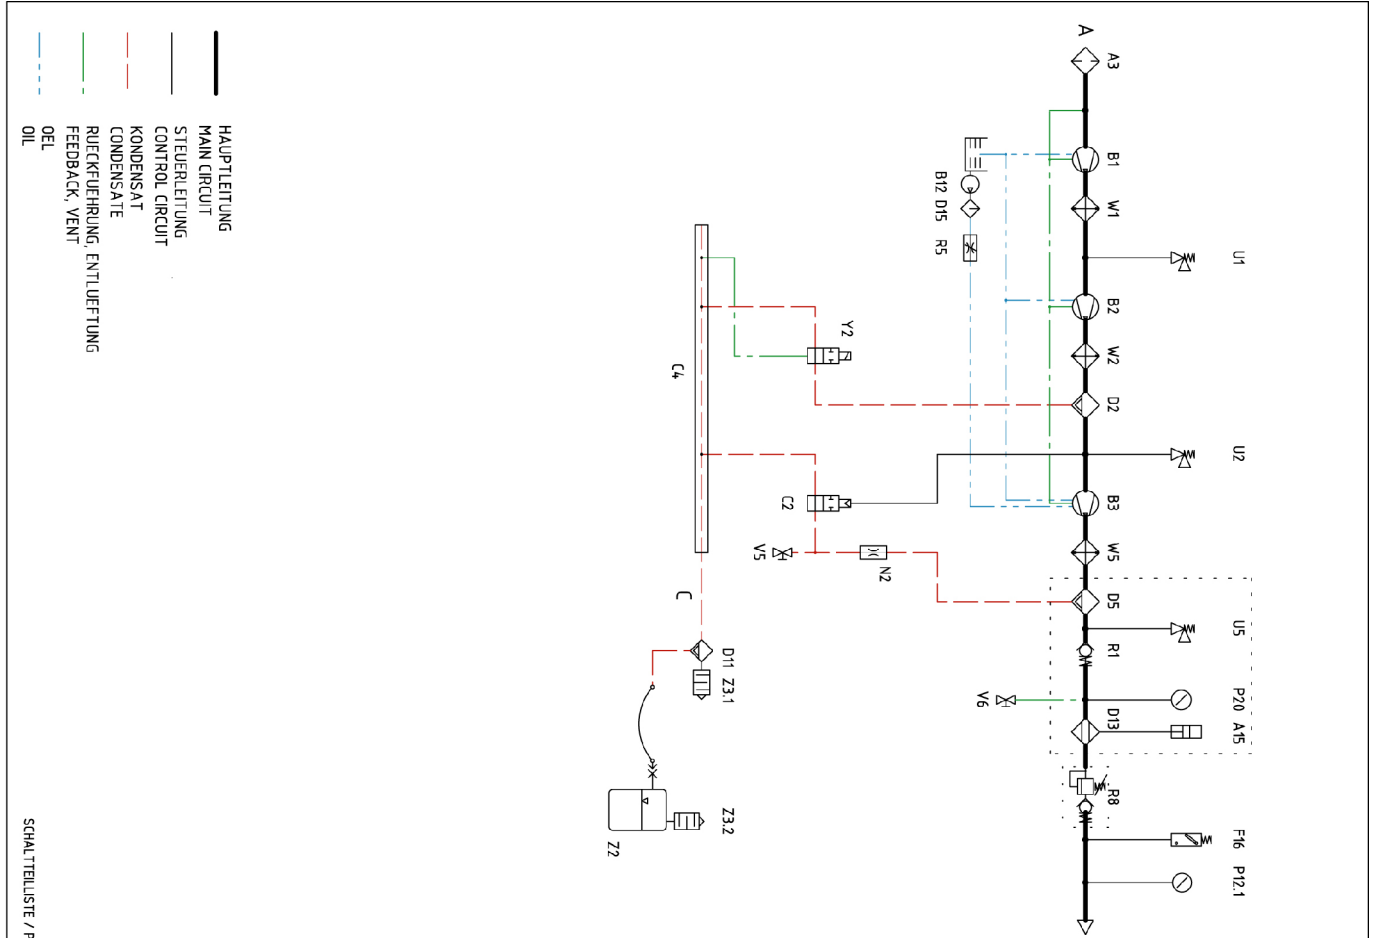 U1 U2 U5 P20 A15 F16 P12.1
A3 B1 W1 B2 W2 D2 B3 W5 D5 R1 D13 R8
A
V6
B12 D15 R5
N2
Y2
C2
V5
D11 Z3.1 Z3.2
C
C4
Z2
HAUPTLEITUNG
MAIN CIRCUIT
STEUERLEITUNG
CONTROL CIRCUIT
KONDENSAT
CONDENSATE
RUECKFUEHRUNG, ENTLUEFTUNG
FEEDBACK, VENT
OEL
OIL
SCHALTTEILLISTE /